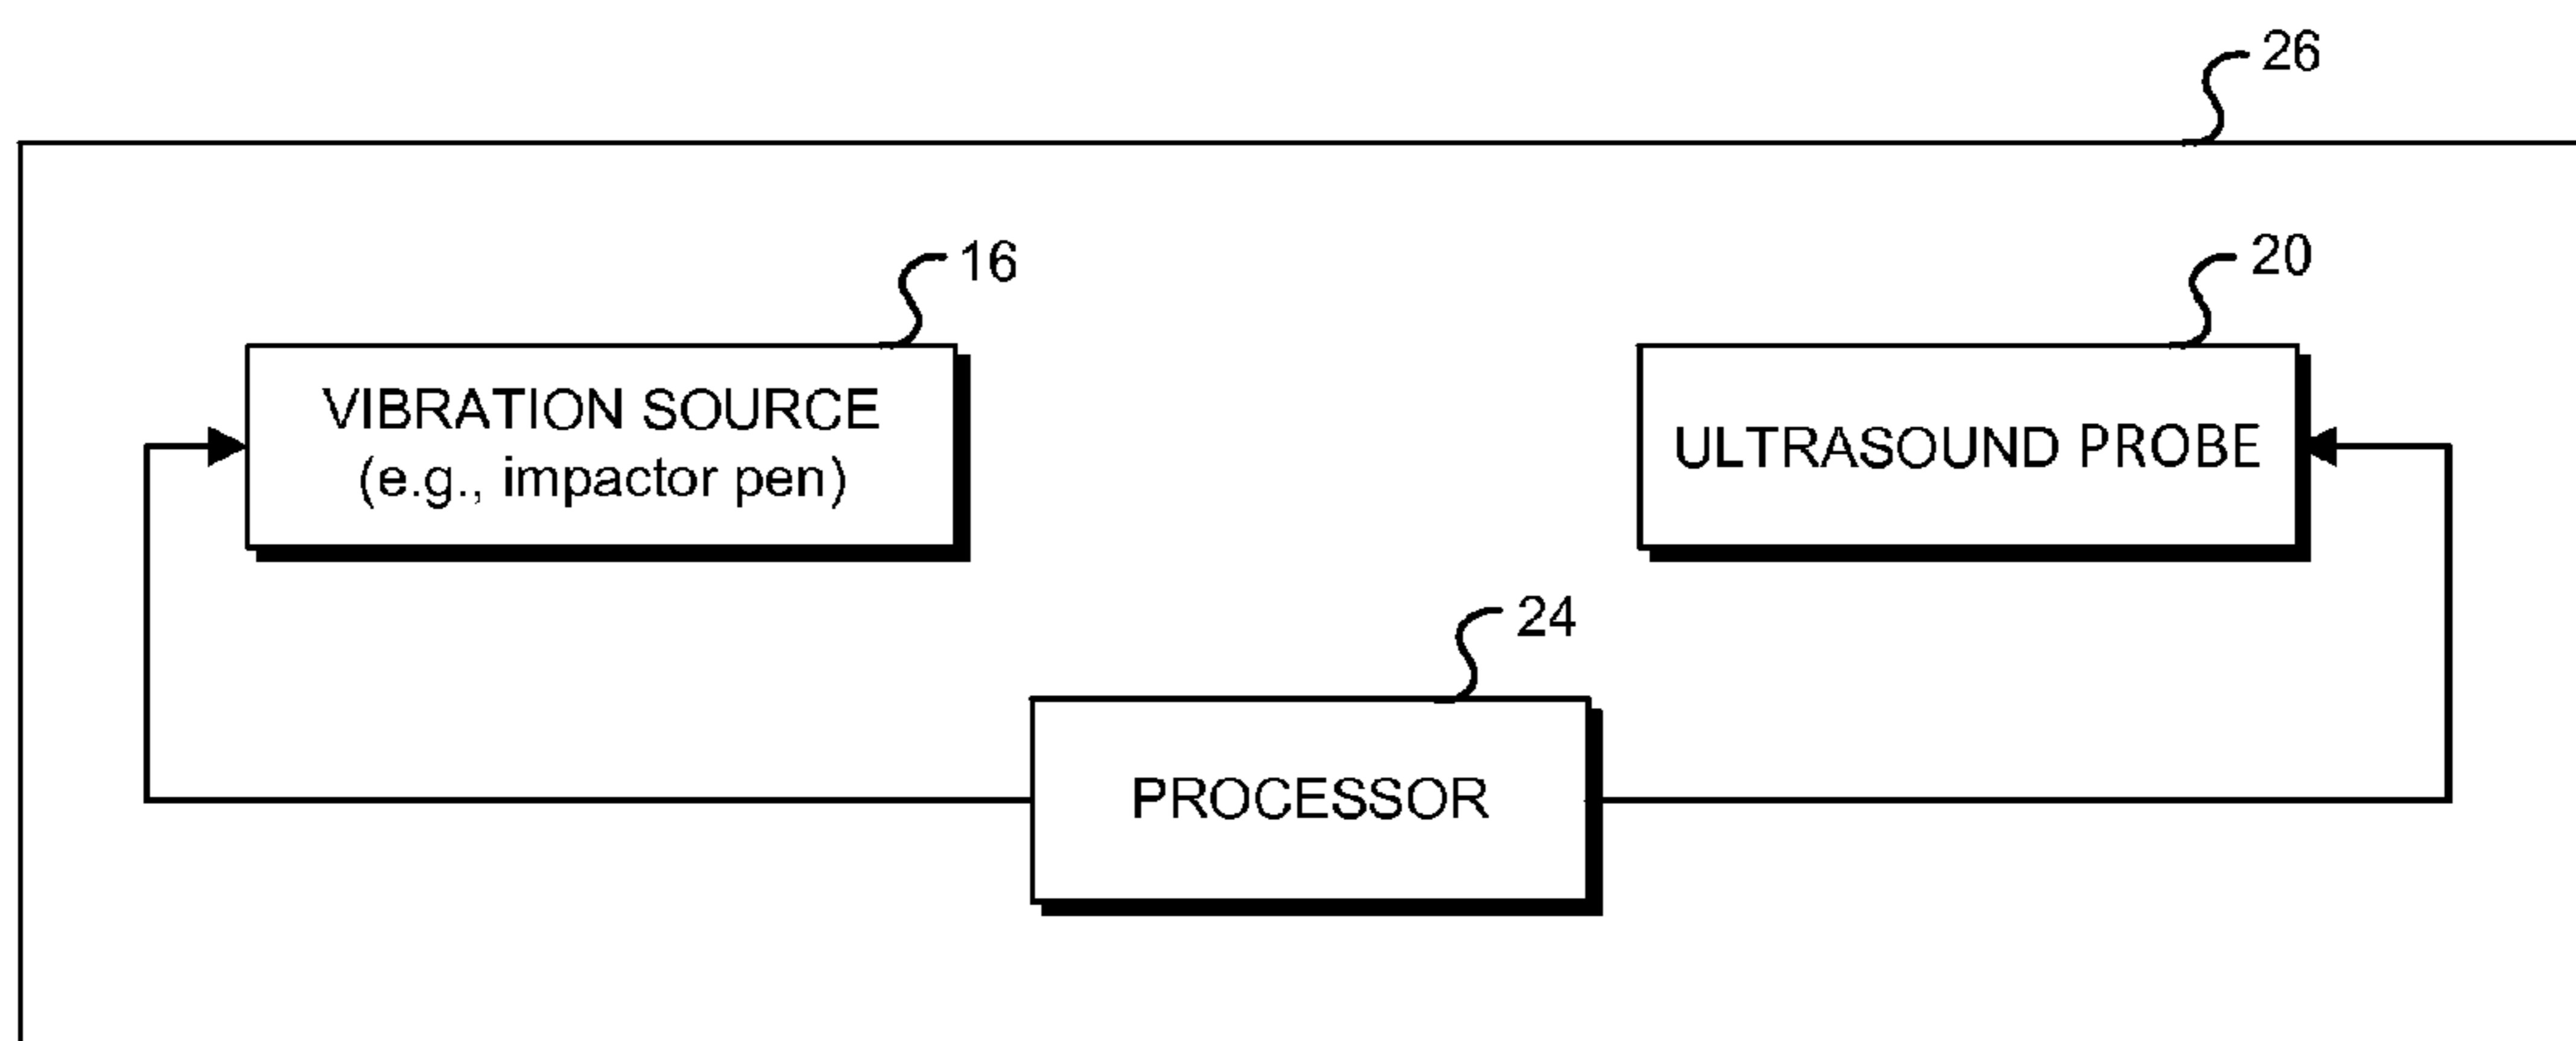 26
16
20
VIBRATION SOURCE
(e.g., impactor pen)
ULTRASOUND PROBE
24
PROCESSOR